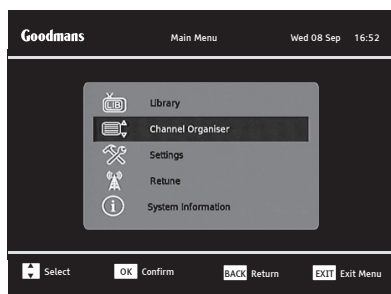 Goodmans Main Menu Wed 08 Sep 16:52
LIB Library
Channel Organiser
Settings
Retune
i System Information
Select OK Confirm BACK Return EXIT Exit Menu